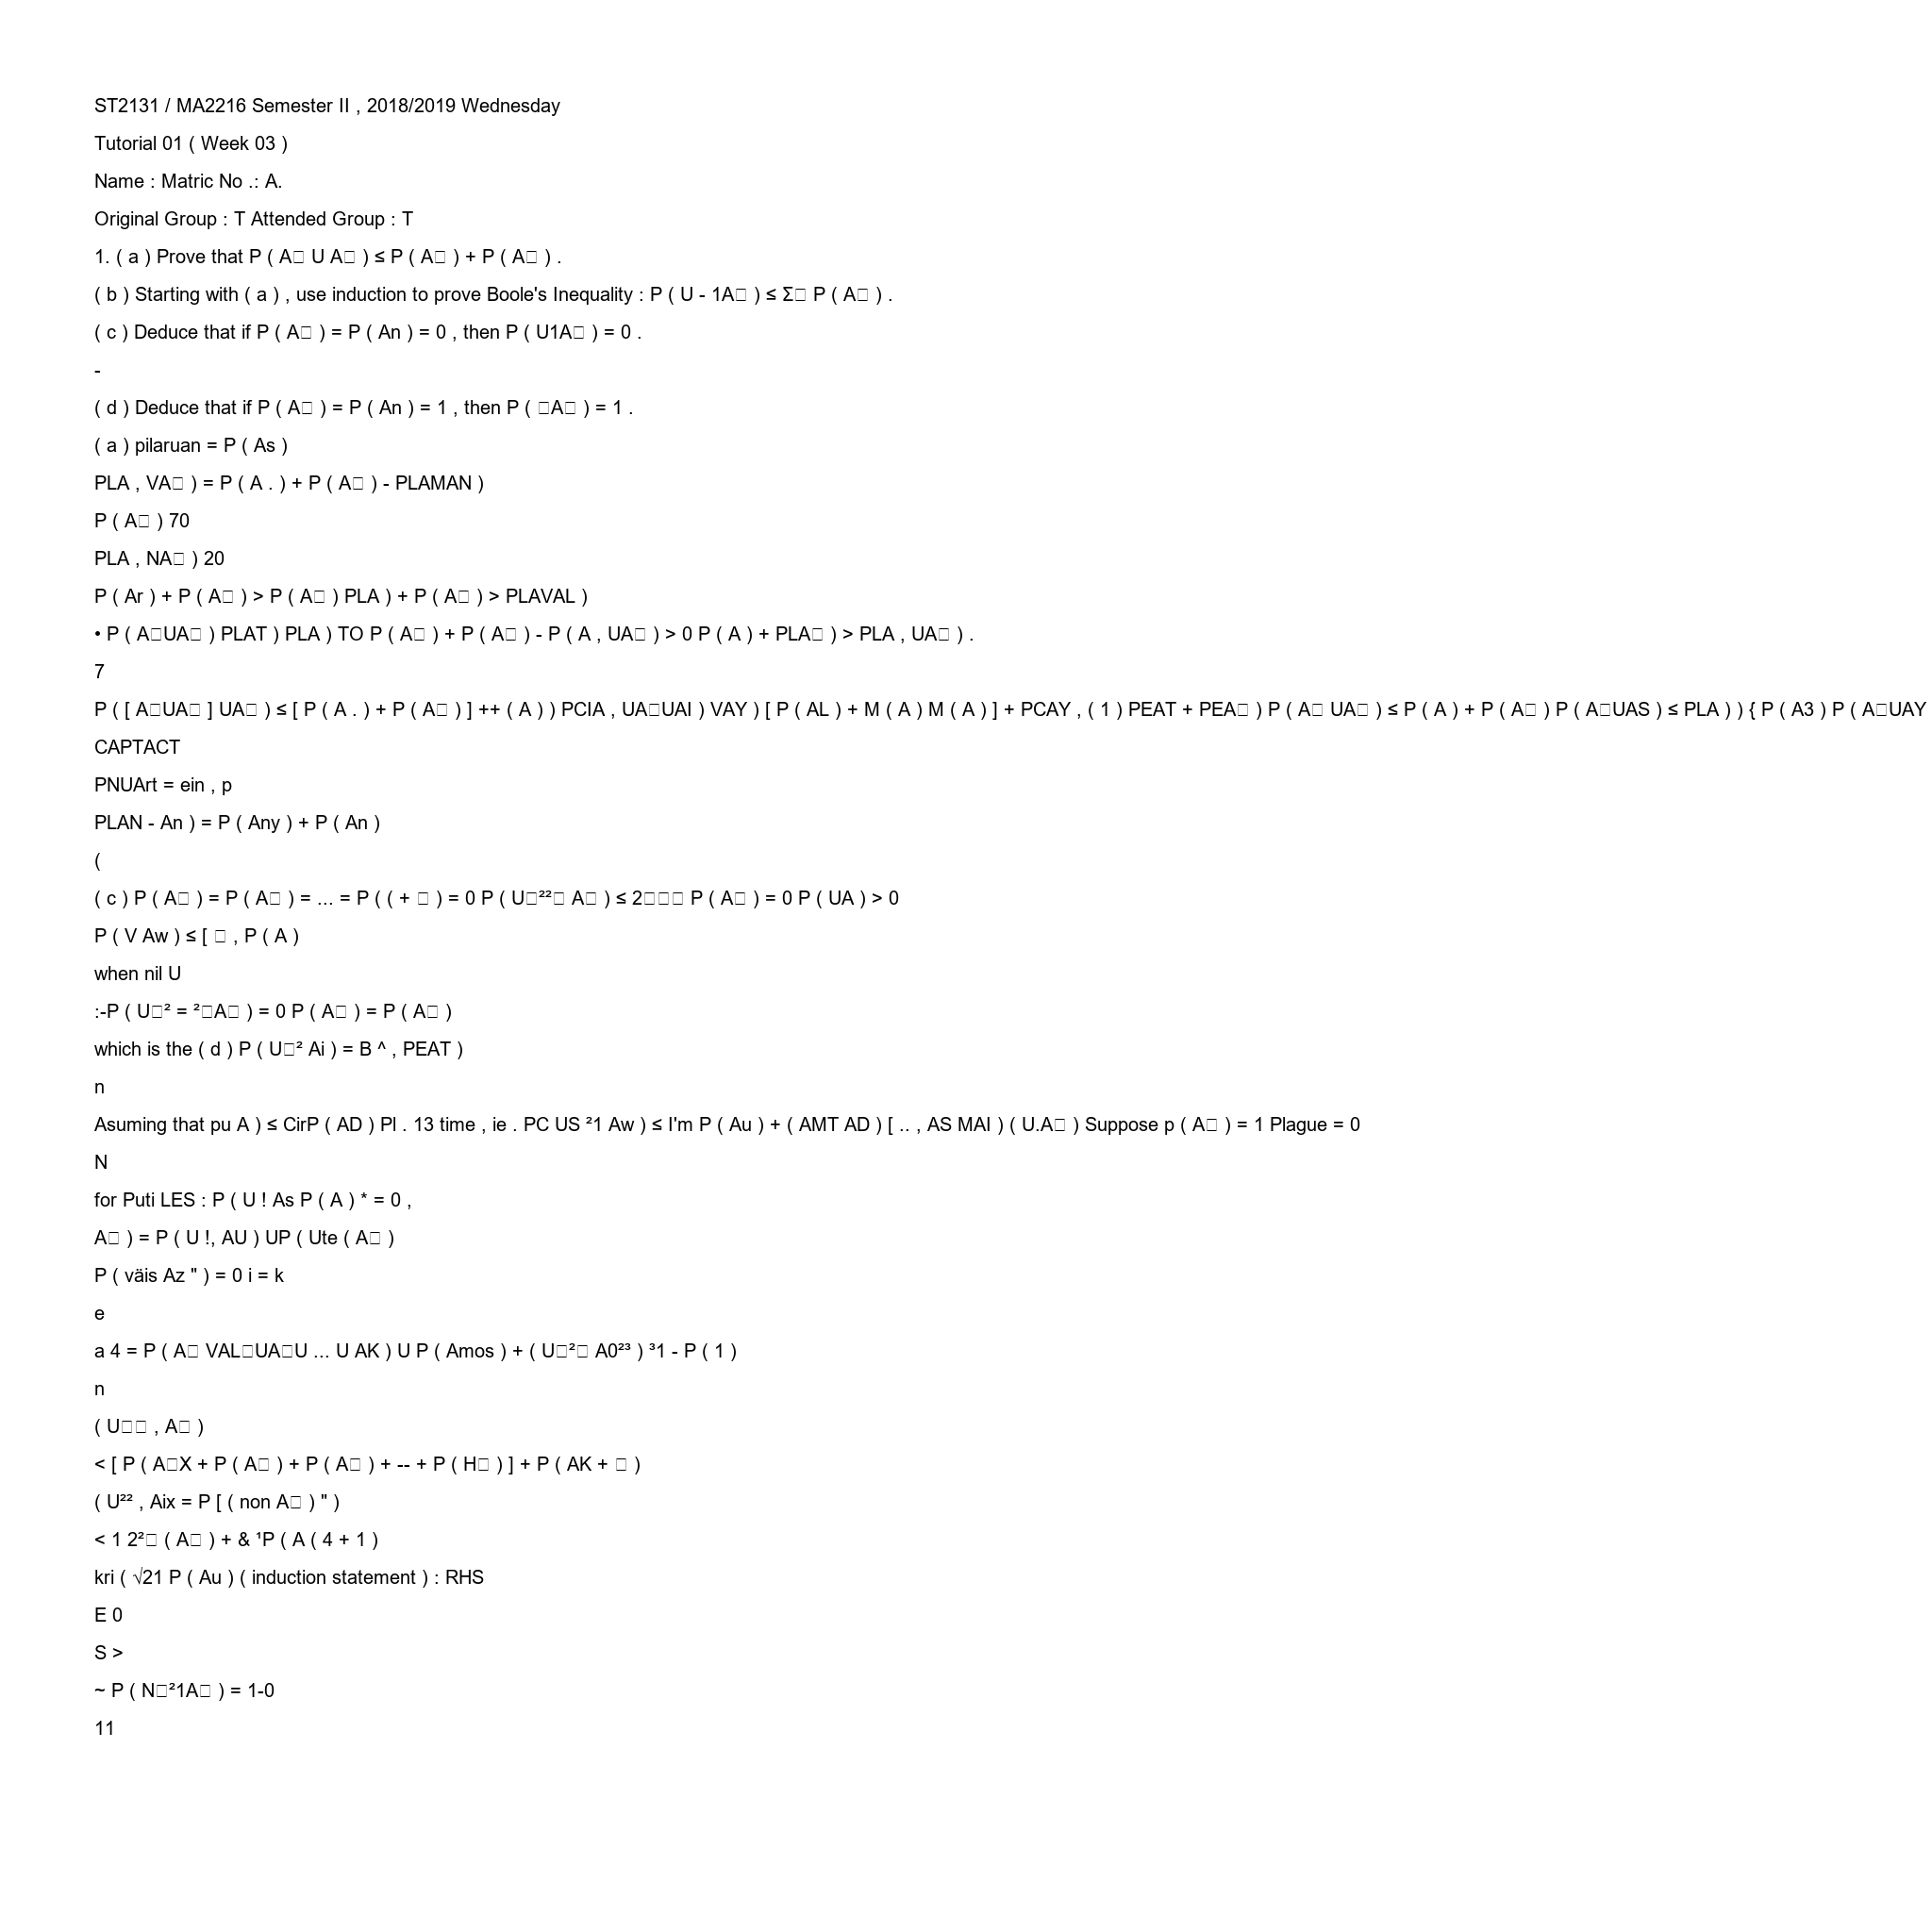 ST2131 / MA2216 Semester II , 2018/2019 Wednesday
Tutorial 01 ( Week 03 )
Name : Matric No .: A.
Original Group : T Attended Group : T
1. ( a ) Prove that P ( A□ U A□ ) ≤ P ( A□ ) + P ( A□ ) .
( b ) Starting with ( a ) , use induction to prove Boole's Inequality : P ( U - 1A□ ) ≤ Σ□ P ( A□ ) .
( c ) Deduce that if P ( A□ ) = P ( An ) = 0 , then P ( U1A□ ) = 0 .
-
( d ) Deduce that if P ( A□ ) = P ( An ) = 1 , then P ( □A□ ) = 1 .
( a ) pilaruan = P ( As )
PLA , VA□ ) = P ( A . ) + P ( A□ ) - PLAMAN )
P ( A□ ) 70
PLA , NA□ ) 20
P ( Ar ) + P ( A□ ) > P ( A□ ) PLA ) + P ( A□ ) > PLAVAL )
• P ( A□UA□ ) PLAT ) PLA ) TO P ( A□ ) + P ( A□ ) - P ( A , UA□ ) > 0 P ( A ) + PLA□ ) > PLA , UA□ ) .
7
P ( [ A□UA□ ] UA□ ) ≤ [ P ( A . ) + P ( A□ ) ] ++ ( A ) ) PCIA , UA□UAI ) VAY ) [ P ( AL ) + M ( A ) M ( A ) ] + PCAY , ( 1 ) PEAT + PEA□ ) P ( A□ UA□ ) ≤ P ( A ) + P ( A□ ) P ( A□UAS ) ≤ PLA ) ) { P ( A3 ) P ( A□UAY
CAPTACT
PNUArt = ein , p
PLAN - An ) = P ( Any ) + P ( An )
(
( c ) P ( A□ ) = P ( A□ ) = ... = P ( ( + □ ) = 0 P ( U□²²□ A□ ) ≤ 2□□□ P ( A□ ) = 0 P ( UA ) > 0
P ( V Aw ) ≤ [ □ , P ( A )
when nil U
:-P ( U□² = ²□A□ ) = 0 P ( A□ ) = P ( A□ )
which is the ( d ) P ( U□² Ai ) = B ^ , PEAT )
n
Asuming that pu A ) ≤ CirP ( AD ) Pl . 13 time , ie . PC US ²1 Aw ) ≤ I'm P ( Au ) + ( AMT AD ) [ .. , AS MAI ) ( U.A□ ) Suppose p ( A□ ) = 1 Plague = 0
N
for Puti LES : P ( U ! As P ( A ) * = 0 ,
A□ ) = P ( U !, AU ) UP ( Ute ( A□ )
P ( väis Az " ) = 0 i = k
e
a 4 = P ( A□ VAL□UA□U ... U AK ) U P ( Amos ) + ( U□²□ A0²³ ) ³1 - P ( 1 )
n
( U□□ , A□ )
< [ P ( A□X + P ( A□ ) + P ( A□ ) + -- + P ( H□ ) ] + P ( AK + □ )
( U²² , Aix = P [ ( non A□ ) " )
< 1 2²□ ( A□ ) + & ¹P ( A ( 4 + 1 )
kri ( √21 P ( Au ) ( induction statement ) : RHS
E 0
S >
~ P ( N□²1A□ ) = 1-0
11